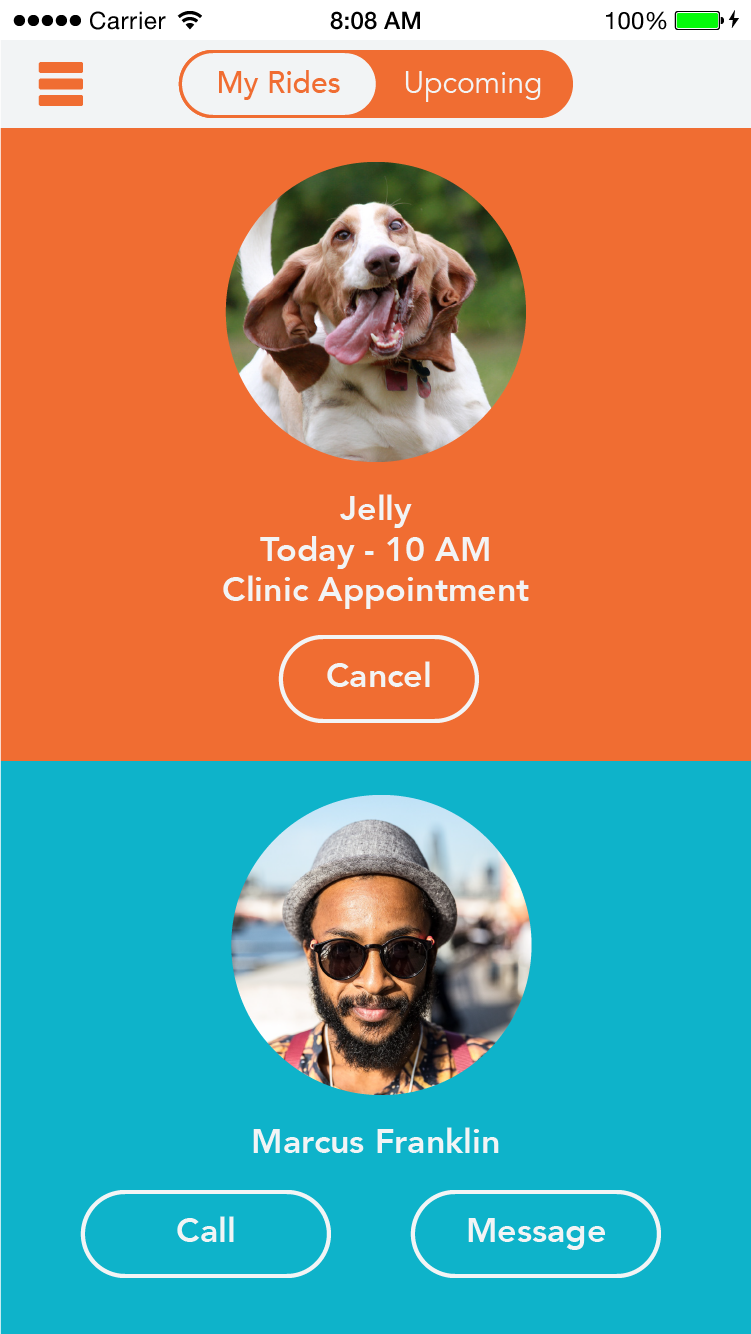 Carrier 8:08 AM 100%
My Rides Upcoming
Jelly
Today - 10 AM
Clinic Appointment
Cancel
Marcus Franklin
Call Message